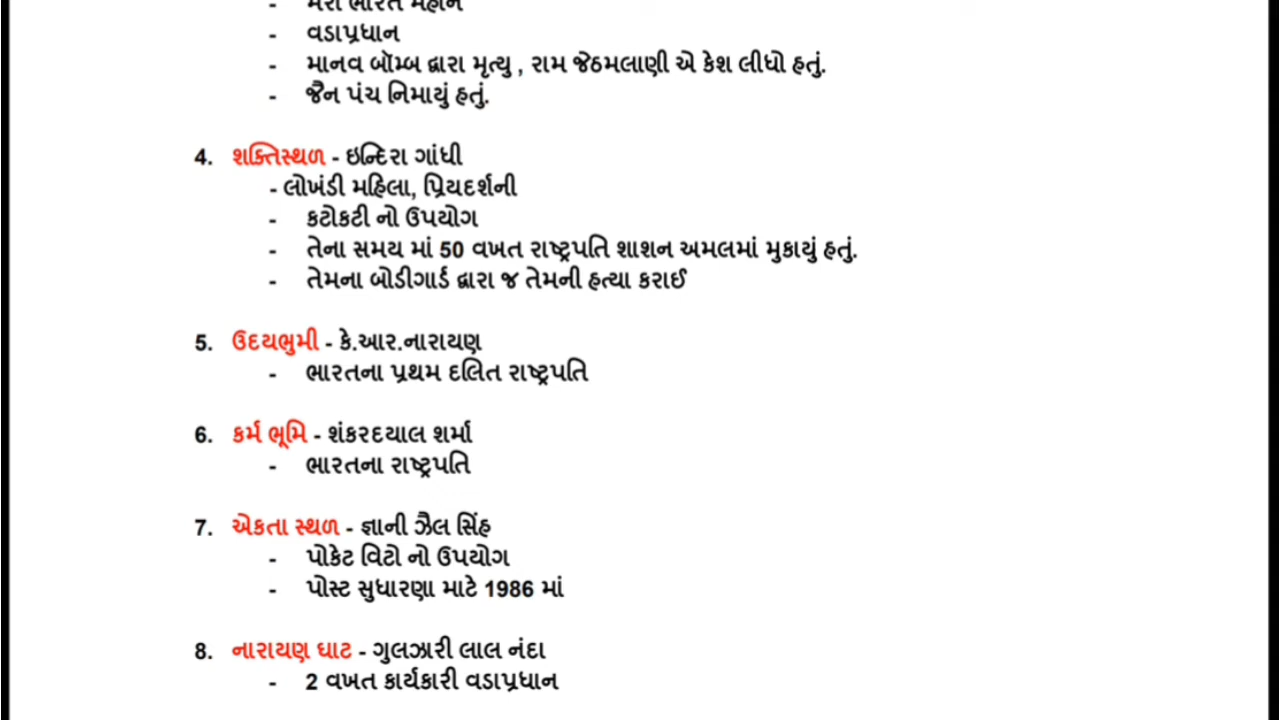 - મેરા ભારત મહાન
- વડાપ્રધાન
- માનવ બૉમ્બ દ્વારા મૃત્યુ , રામ જેઠમલાણી એ કેશ લીધો હતું.
- જૈન પંચ નિમાયું હતું.
4. શક્તિસ્થળ - ઇન્દિરા ગાંધી
- લોખંડી મહિલા, પ્રિયદર્શની
- કટોકટી નો ઉપયોગ
- તેના સમય માં 50 વખત રાષ્ટ્રપતિ શાશન અમલમાં મુકાયું હતું.
- તેમના બોડીગાર્ડ દ્વારા જ તેમની હત્યા કરાઈ
5. ઉદયભુમી - કે.આર.નારાયણ
- ભારતના પ્રથમ દલિત રાષ્ટ્રપતિ
6. કર્મ ભૂમિ - શંકરદયાલ શર્મા
- ભારતના રાષ્ટ્રપતિ
7. એકતા સ્થળ - જ્ઞાની ઝૈલ સિંહ
- પોકેટ વિટો નો ઉપયોગ
- પોસ્ટ સુધારણા માટે 1986 માં
8. નારાયણ ઘાટ - ગુલઝારી લાલ નંદા
- 2 વખત કાર્યકારી વડાપ્રધાન